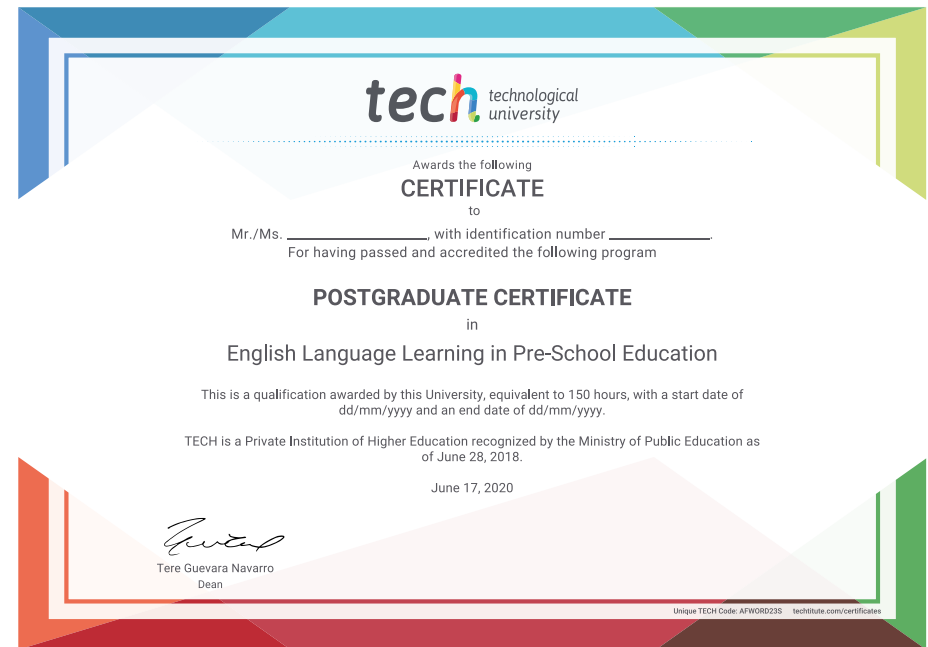 tech technological
university
Awards the following
CERTIFICATE
to
Mr./Ms. ____________________, with identification number ______________.
For having passed and accredited the following program
POSTGRADUATE CERTIFICATE
in
English Language Learning in Pre-School Education
This is a qualification awarded by this University, equivalent to 150 hours, with a start date of
dd/mm/yyyy and an end date of dd/mm/yyyy.
TECH is a Private Institution of Higher Education recognized by the Ministry of Public Education as
of June 28, 2018.
June 17, 2020
Tere Guevara Navarro
Dean
Unique TECH Code: AFWORD23S techtitute.com/certificates